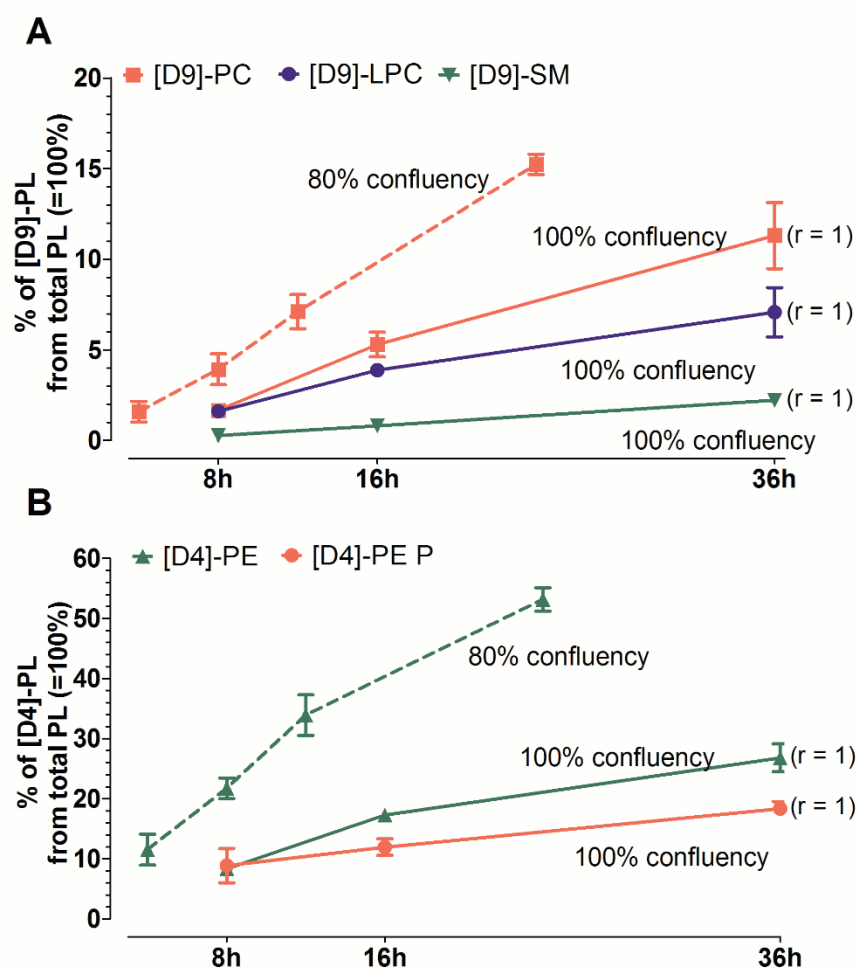 A
[D9]-PC [D9]-LPC [D9]-SM
% of [D9]-PL
from total PL (=100%)
20
15
10
5
0
80% confluency
100% confluency
(r = 1)
(r = 1)
100% confluency
(r = 1)
100% confluency
8h 16h 36h
B
[D4]-PE [D4]-PE P
% of [D4]-PL
from total PL (=100%)
60
50
40
30
20
10
0
80% confluency
100% confluency
(r = 1)
(r = 1)
100% confluency
8h 16h 36h